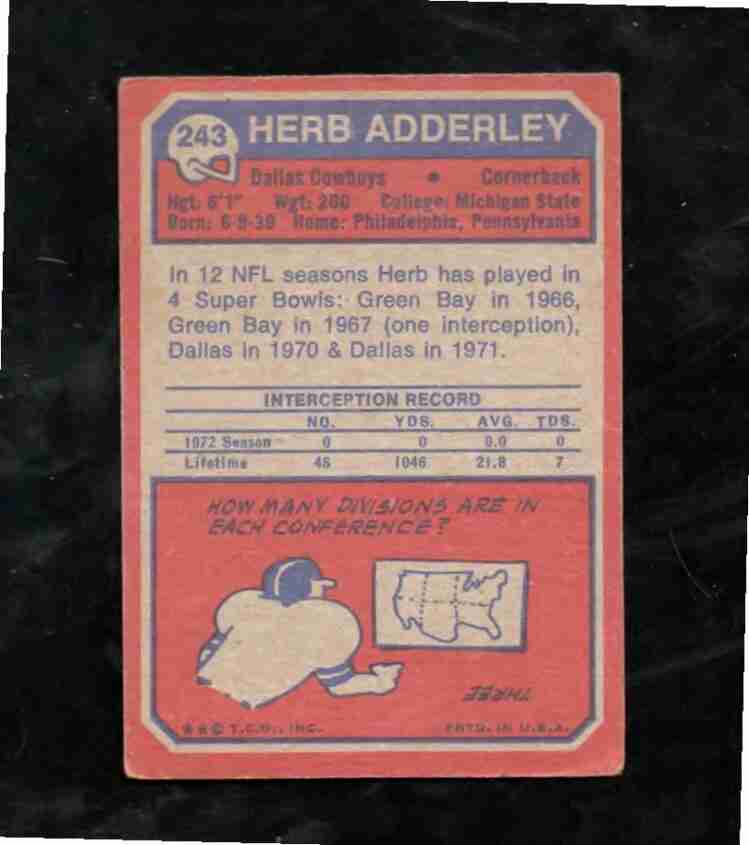 243 HERB ADDERLEY
Dallas Cowboys • Cornerback
Hgt: 6'1" Wgt: 200 College: Michigan State
Born: 6-8-39 Home: Philadelphia, Pennsylvania
In 12 NFL seasons Herb has played in
4 Super Bowls: Green Bay in 1966,
Green Bay in 1967 (one interception),
Dallas in 1970 & Dallas in 1971.
INTERCEPTION RECORD
NO. YDS. AVG. TDS.
1972 Season 0 0 0.0 0
Lifetime 48 1046 21.8 7
HOW MANY DIVISIONS ARE IN
EACH CONFERENCE?
THREE
**© T.C.G., INC. PRTD. IN U.S.A.